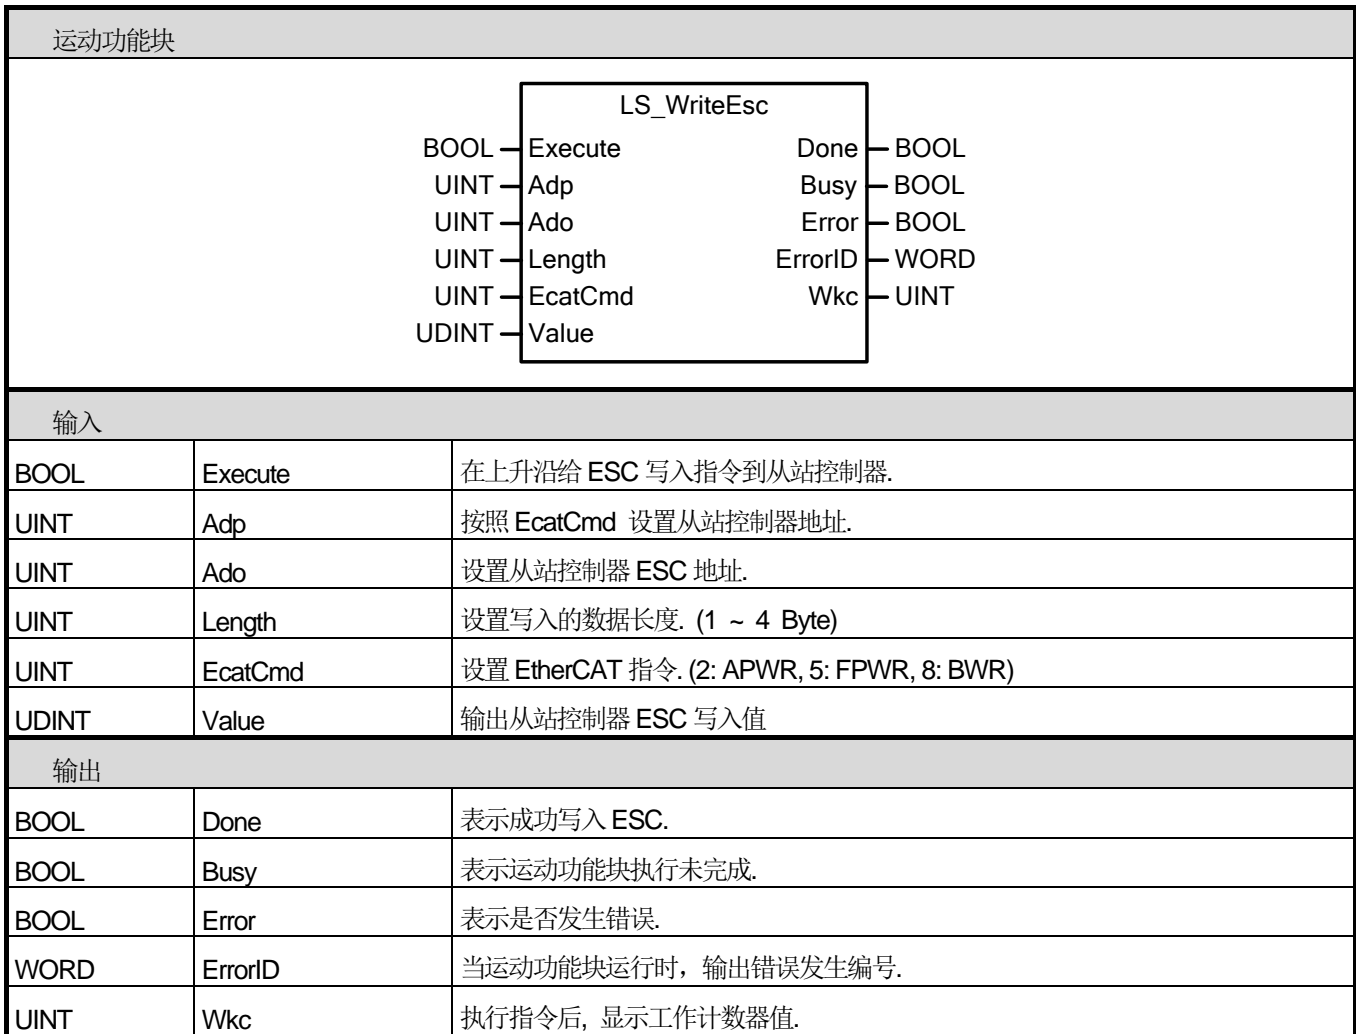 运动功能块
LS_WriteEsc
BOOL Execute Done BOOL
UINT Adp Busy BOOL
UINT Ado Error BOOL
UINT Length ErrorID WORD
UINT EcatCmd Wkc UINT
UDINT Value
输入
BOOL Execute 在上升沿给 ESC 写入指令到从站控制器.
UINT Adp 按照 EcatCmd 设置从站控制器地址.
UINT Ado 设置从站控制器 ESC 地址.
UINT Length 设置写入的数据长度. (1 ~ 4 Byte)
UINT EcatCmd 设置 EtherCAT 指令. (2: APWR, 5: FPWR, 8: BWR)
UDINT Value 输出从站控制器 ESC 写入值
输出
BOOL Done 表示成功写入 ESC.
BOOL Busy 表示运动功能块执行未完成.
BOOL Error 表示是否发生错误.
WORD ErrorID 当运动功能块运行时，输出错误发生编号.
UINT Wkc 执行指令后, 显示工作计数器值.